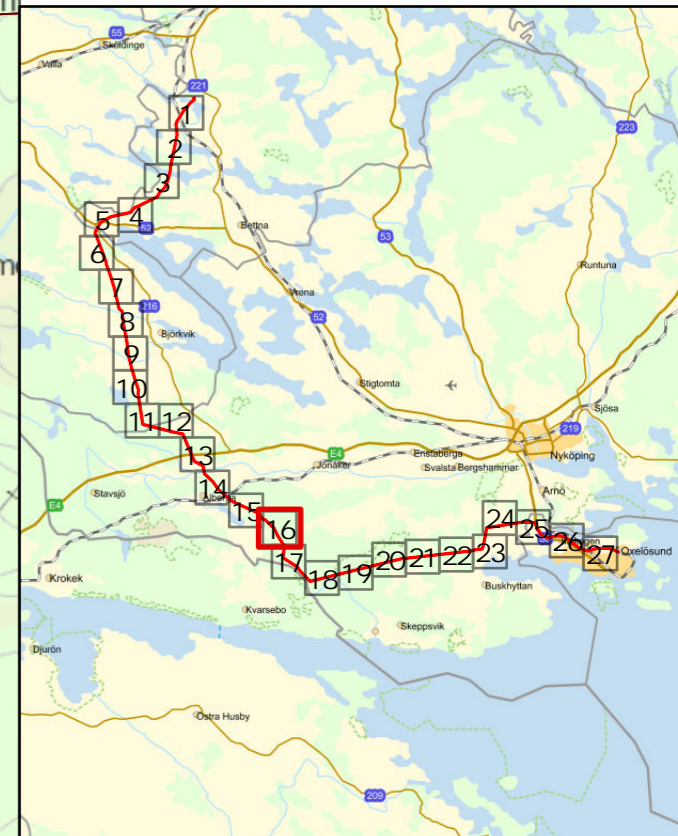 55
Sköldinge
Valla
221
1
223
2
3
5
4
52
Bettna
53
6
Runtuna
7
Vrena
216
8
52
Björkvik
9
Stigtomta
10
Sjösa
11
12
219
13
E4
Enstaberga
Nyköping
Jönåker
Svalsta
Bergshammar
14
Stavsjö
Ålberga
Arnö
E4
15
16
24
25
26
27
Oxelösund
17
18
19
20
21
22
23
Krokek
Buskhyttan
Kvarsebo
Skeppsvik
Djurön
Östra Husby
209